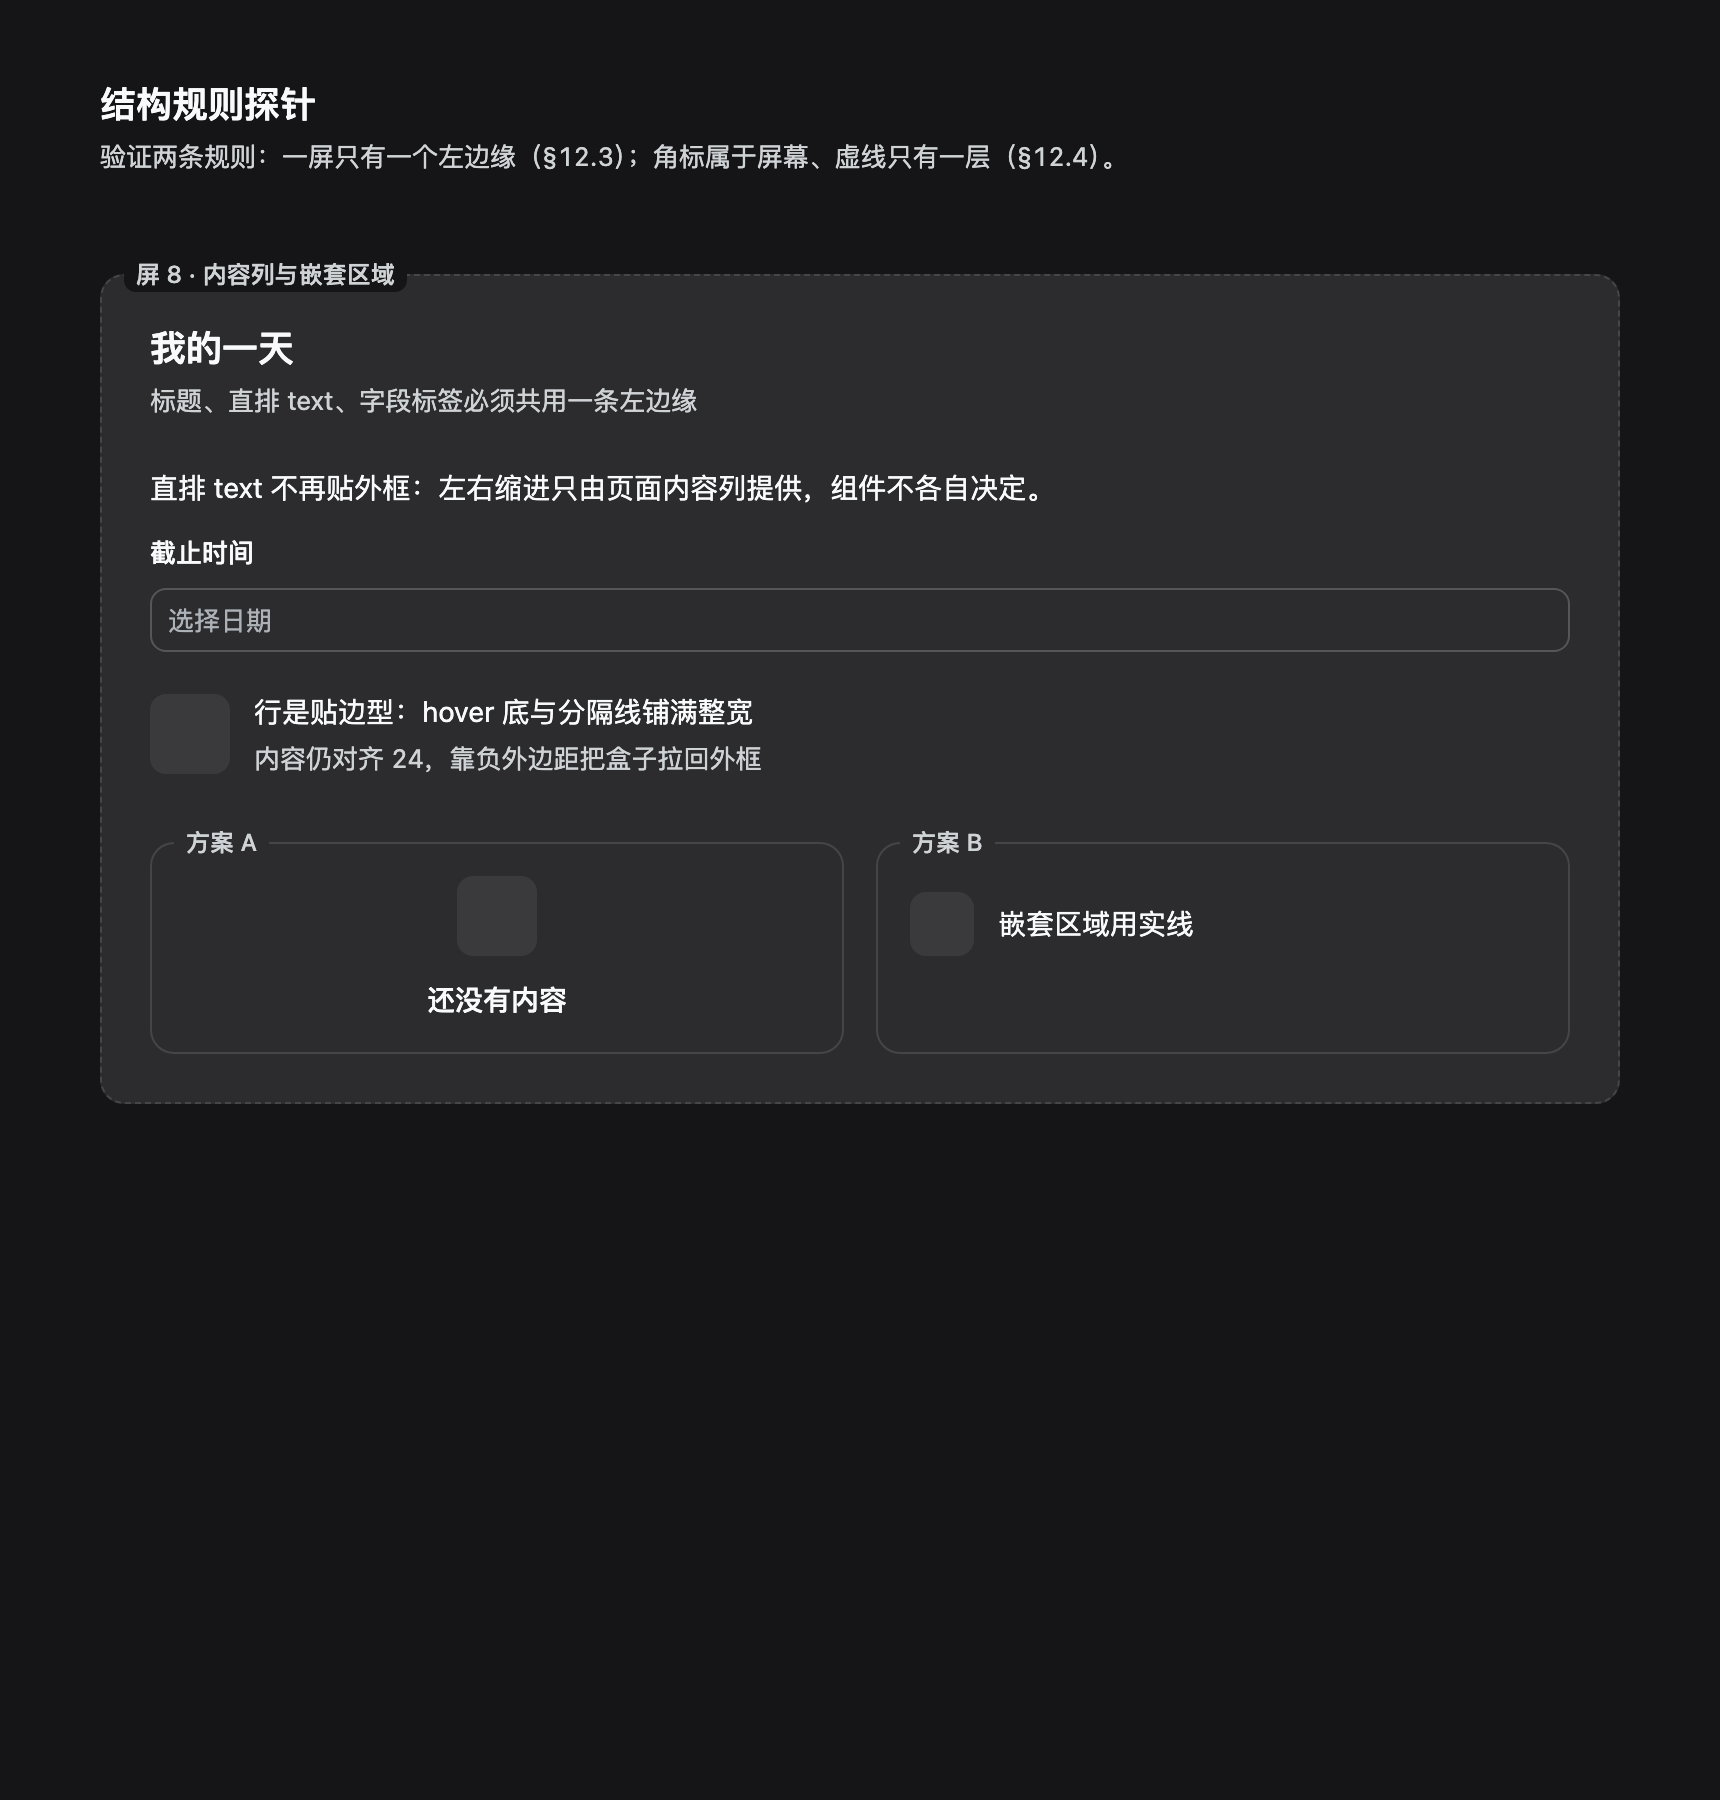 结构规则探针
验证两条规则：一屏只有一个左边缘（§12.3）；角标属于屏幕、虚线只有一层（§12.4）。
屏 8 · 内容列与嵌套区域
我的一天
标题、直排 text、字段标签必须共用一条左边缘
直排 text 不再贴外框：左右缩进只由页面内容列提供，组件不各自决定。
截止时间
选择日期
行是贴边型：hover 底与分隔线铺满整宽
内容仍对齐 24，靠负外边距把盒子拉回外框
方案 A
还没有内容
方案 B
嵌套区域用实线